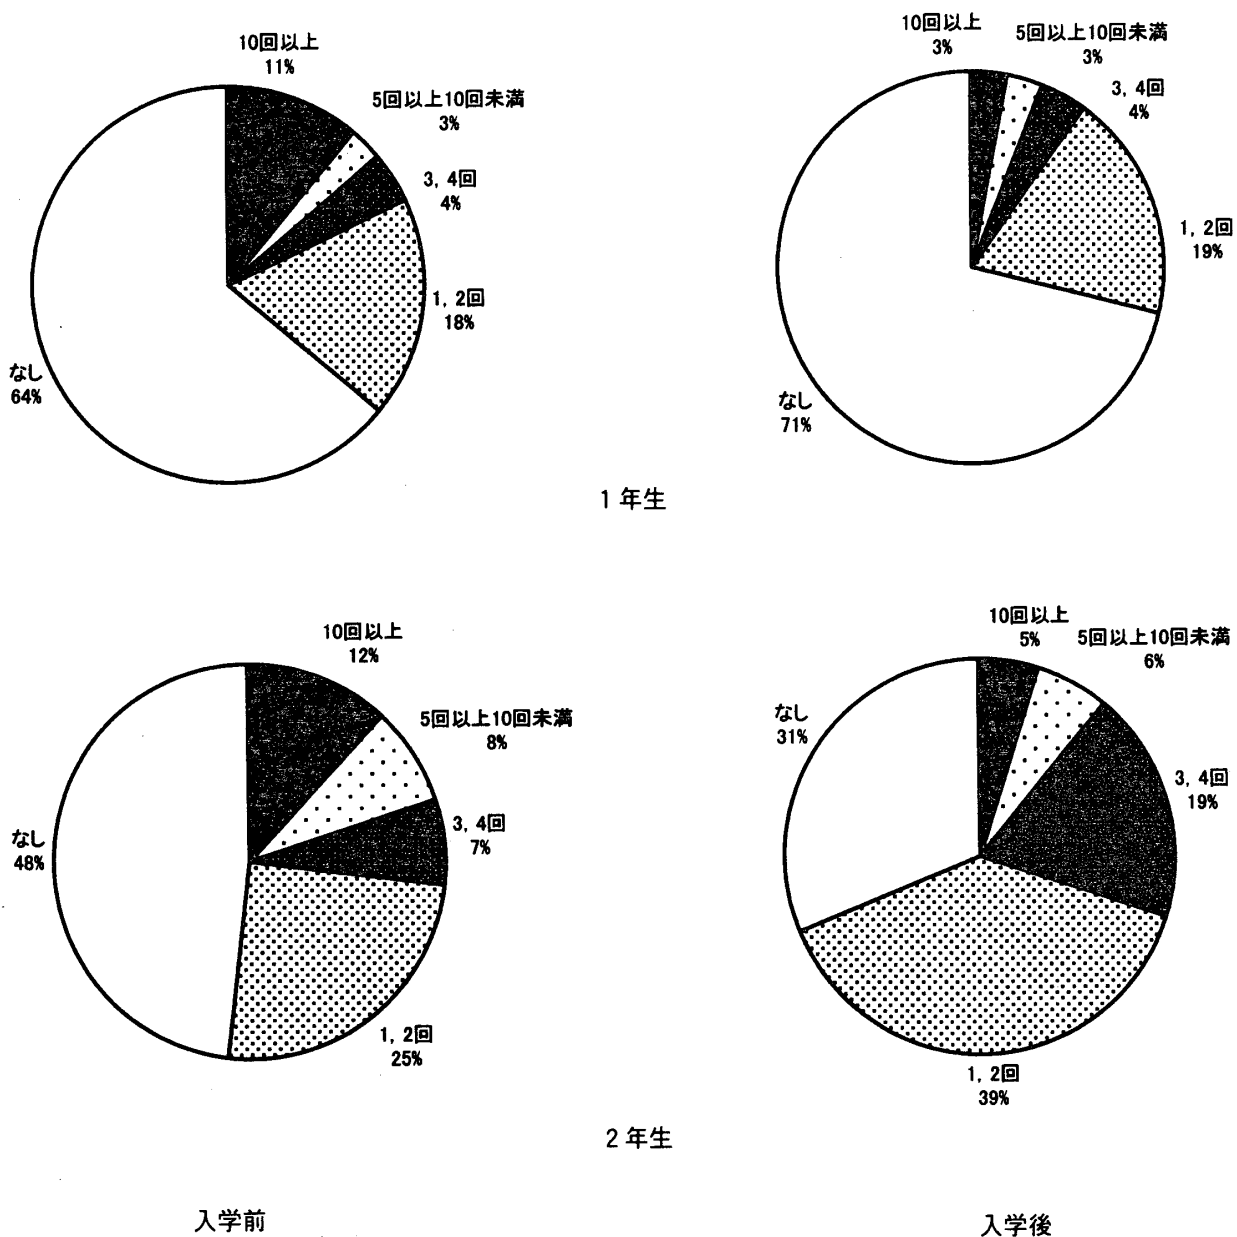 10回以上
11%
5回以上10回未満
3%
3, 4回
4%
1, 2回
18%
なし
64%
10回以上
3%
5回以上10回未満
3%
3, 4回
4%
1, 2回
19%
なし
71%
1年生
10回以上
12%
5回以上10回未満
8%
3, 4回
7%
1, 2回
25%
なし
48%
10回以上
5%
5回以上10回未満
6%
3, 4回
19%
1, 2回
39%
なし
31%
2年生
入学前
入学後